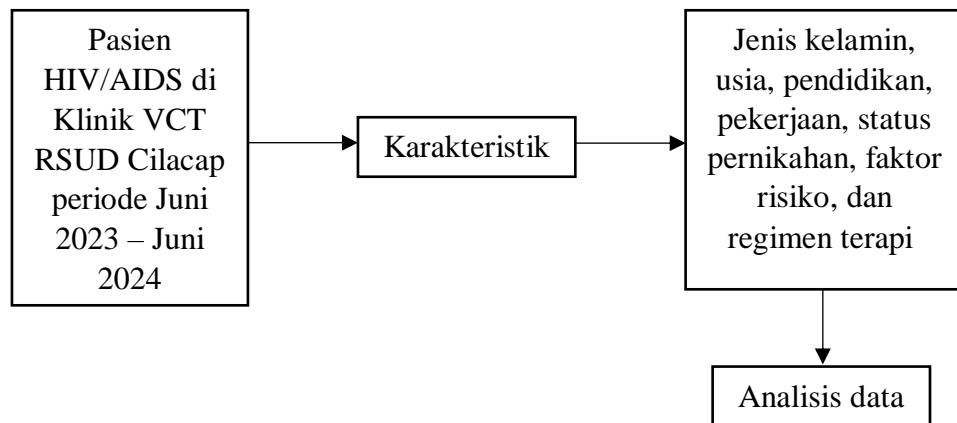 Pasien
HIV/AIDS di
Klinik VCT
RSUD Cilacap
periode Juni
2023 – Juni
2024
Karakteristik
Jenis kelamin,
usia, pendidikan,
pekerjaan, status
pernikahan, faktor
risiko, dan
regimen terapi
Analisis data